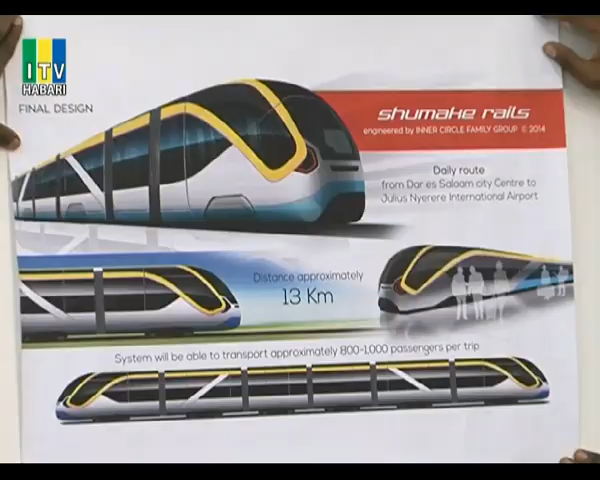 ITV
HABARI
FINAL DESIGN
shumake rails
engineered by INNER CIRCLE FAMILY GROUP © 2014
Daily route
from Dar es Salaam city Centre to
Julius Nyerere International Airport
Distance approximately
13 Km
System will be able to transport approximately 800-1,000 passengers per trip